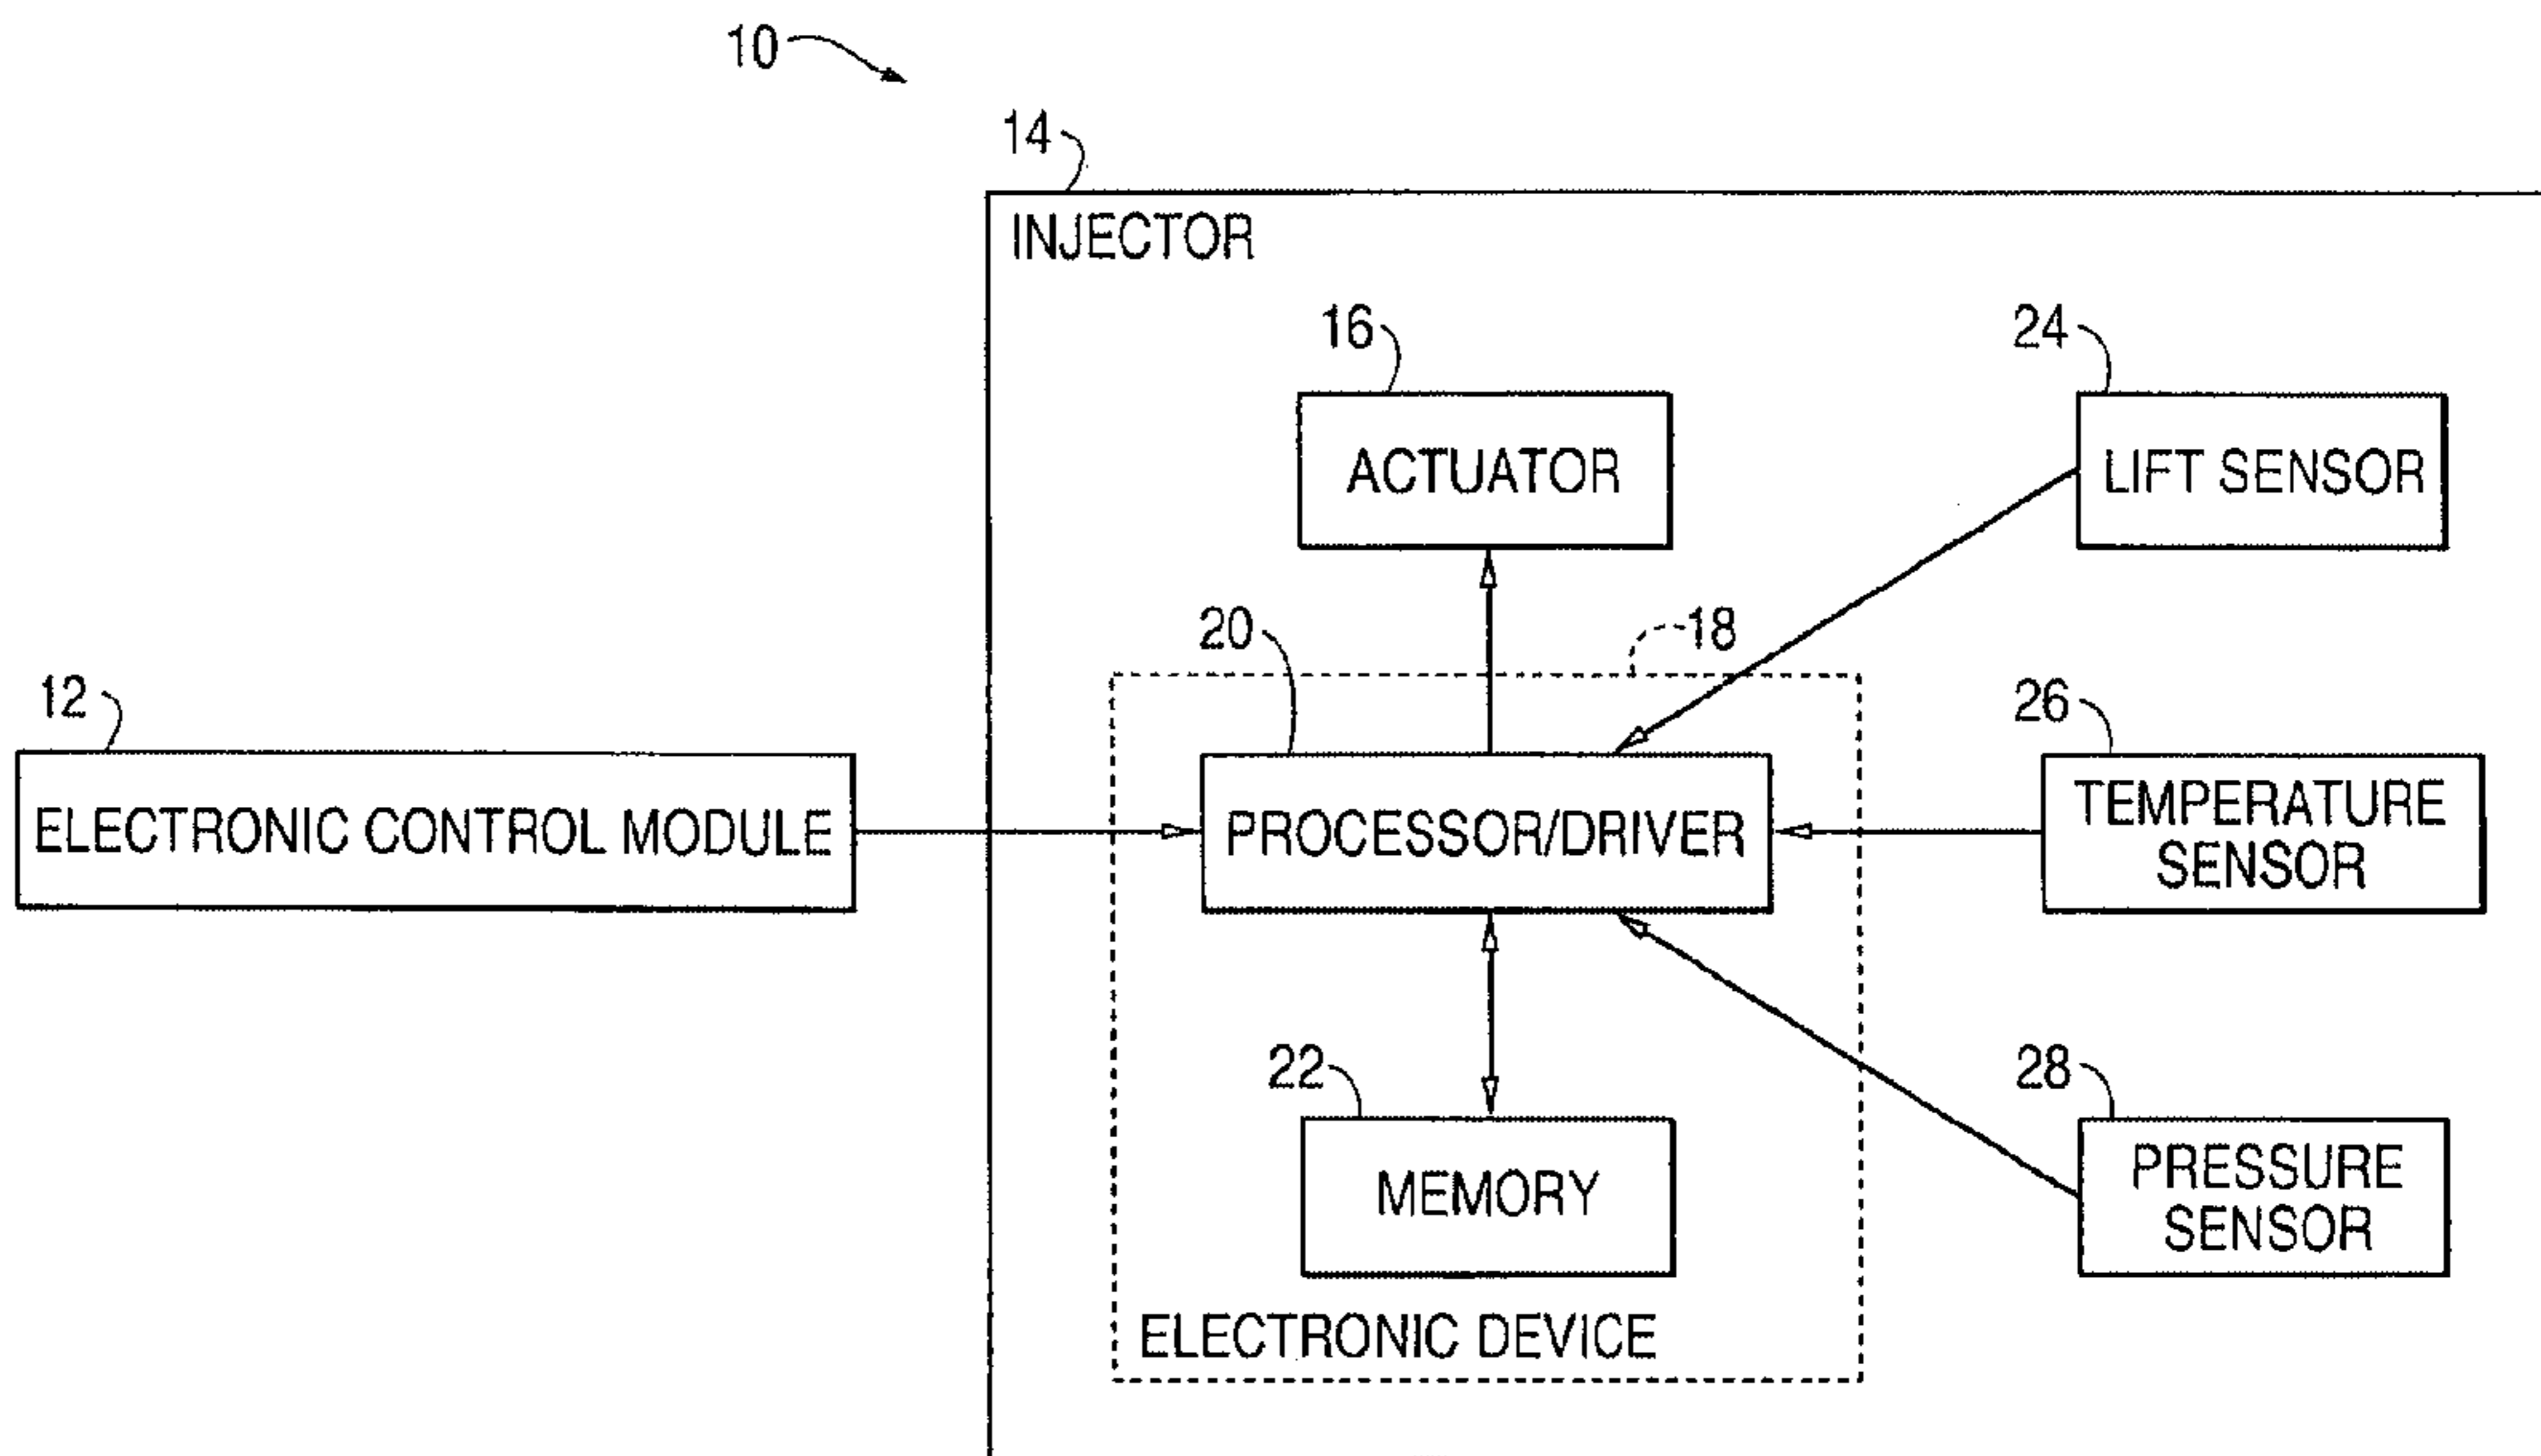 10
14
INJECTOR
16
24
ACTUATOR
LIFT SENSOR
20
18
12
26
ELECTRONIC CONTROL MODULE
PROCESSOR/DRIVER
TEMPERATURE
SENSOR
22
28
MEMORY
PRESSURE
SENSOR
ELECTRONIC DEVICE